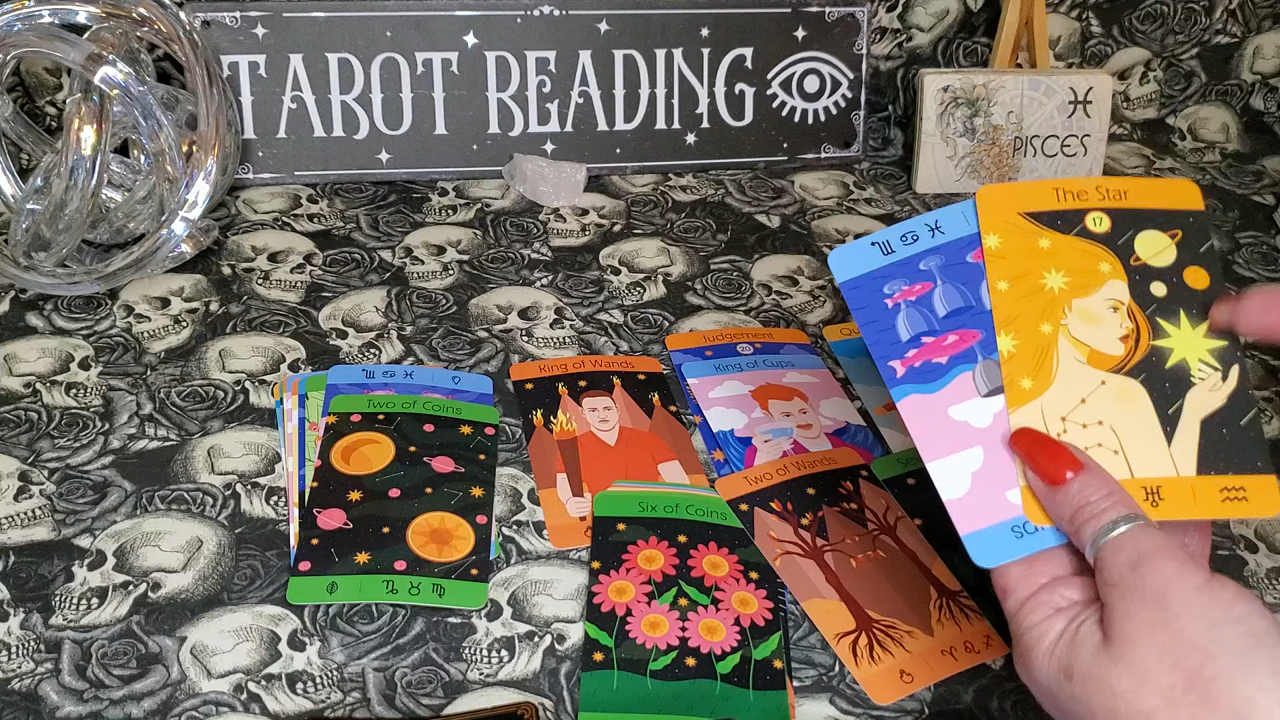 TAROT READING
PISCES
The Star
17
Judgement
20
King of Wands
King of Cups
Two of Coins
Two of Wands
Six of Coins